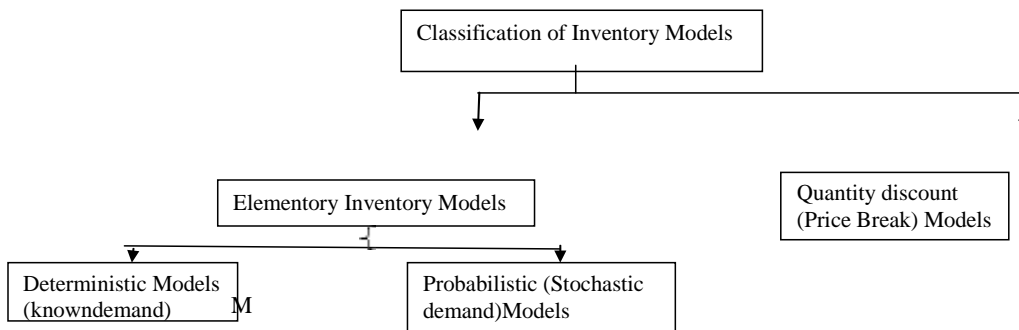 Classification of Inventory Models
Elementory Inventory Models
Quantity discount
(Price Break) Models
Deterministic Models
(knowndemand)
M
Probabilistic (Stochastic
demand)Models